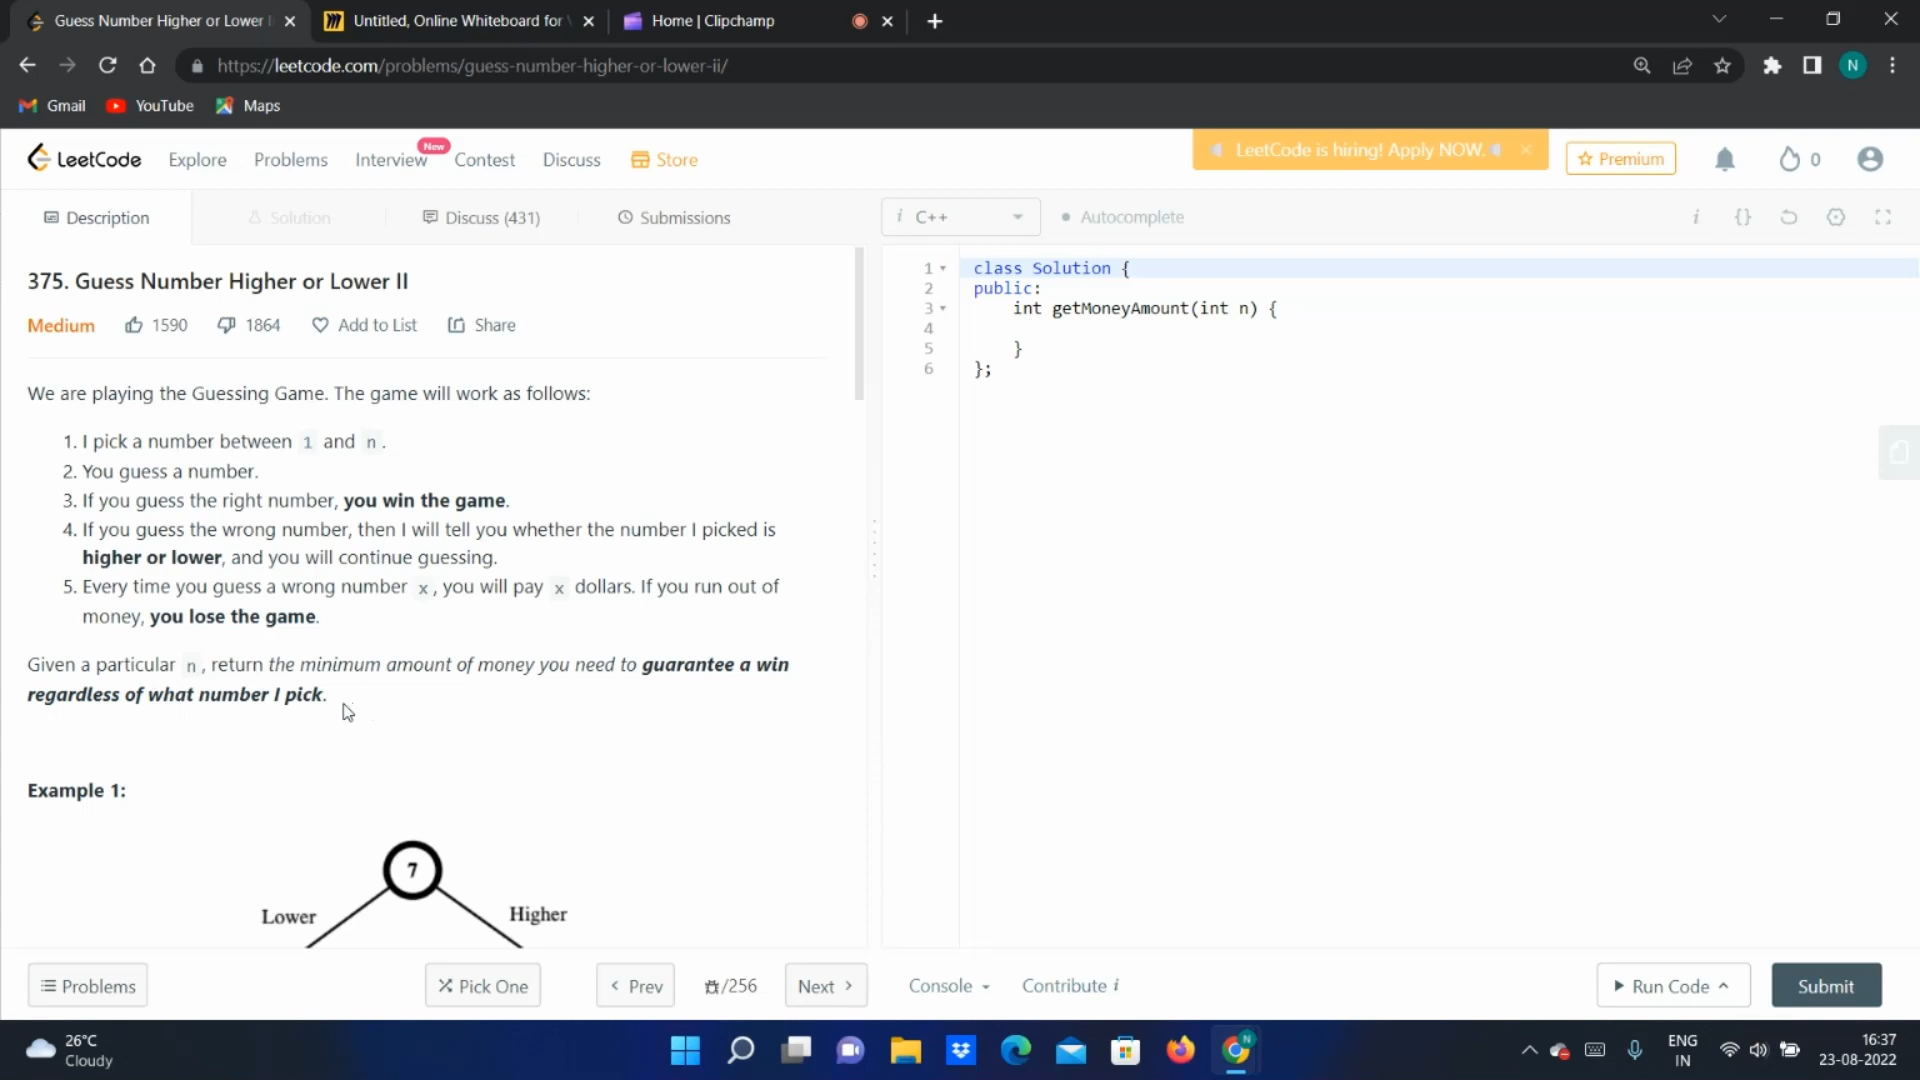 Guess Number Higher or Lower I
Untitled, Online Whiteboard for V
Home | Clipchamp
https://leetcode.com/problems/guess-number-higher-or-lower-ii/
N
Gmail YouTube Maps
LeetCode Explore Problems Interview New Contest Discuss Store
LeetCode is hiring! Apply NOW.
Premium
0
Description Solution Discuss (431) Submissions
i C++ Autocomplete
i {}
375. Guess Number Higher or Lower II
Medium 1590 1864 Add to List Share
We are playing the Guessing Game. The game will work as follows:
1. I pick a number between 1 and n.
2. You guess a number.
3. If you guess the right number, you win the game.
4. If you guess the wrong number, then I will tell you whether the number I picked is
higher or lower, and you will continue guessing.
5. Every time you guess a wrong number x, you will pay x dollars. If you run out of
money, you lose the game.
Given a particular n, return the minimum amount of money you need to guarantee a win
regardless of what number I pick.
Example 1:
7
Lower
Higher
1 class Solution {
2 public:
3 int getMoneyAmount(int n) {
4
5 }
6 };
Problems Pick One Prev /256 Next Console Contribute i Run Code Submit
26°C
Cloudy
N
ENG
IN
16:37
23-08-2022